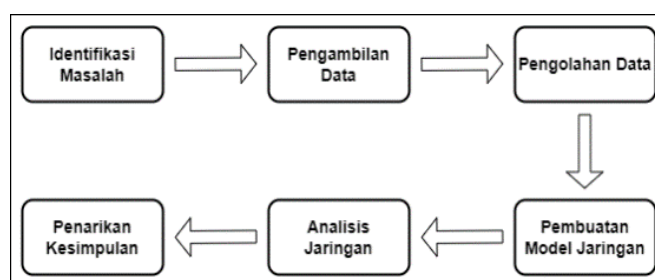 Identifikasi
Masalah
Pengambilan
Data
Pengolahan Data
Pembuatan
Model Jaringan
Analisis
Jaringan
Penarikan
Kesimpulan